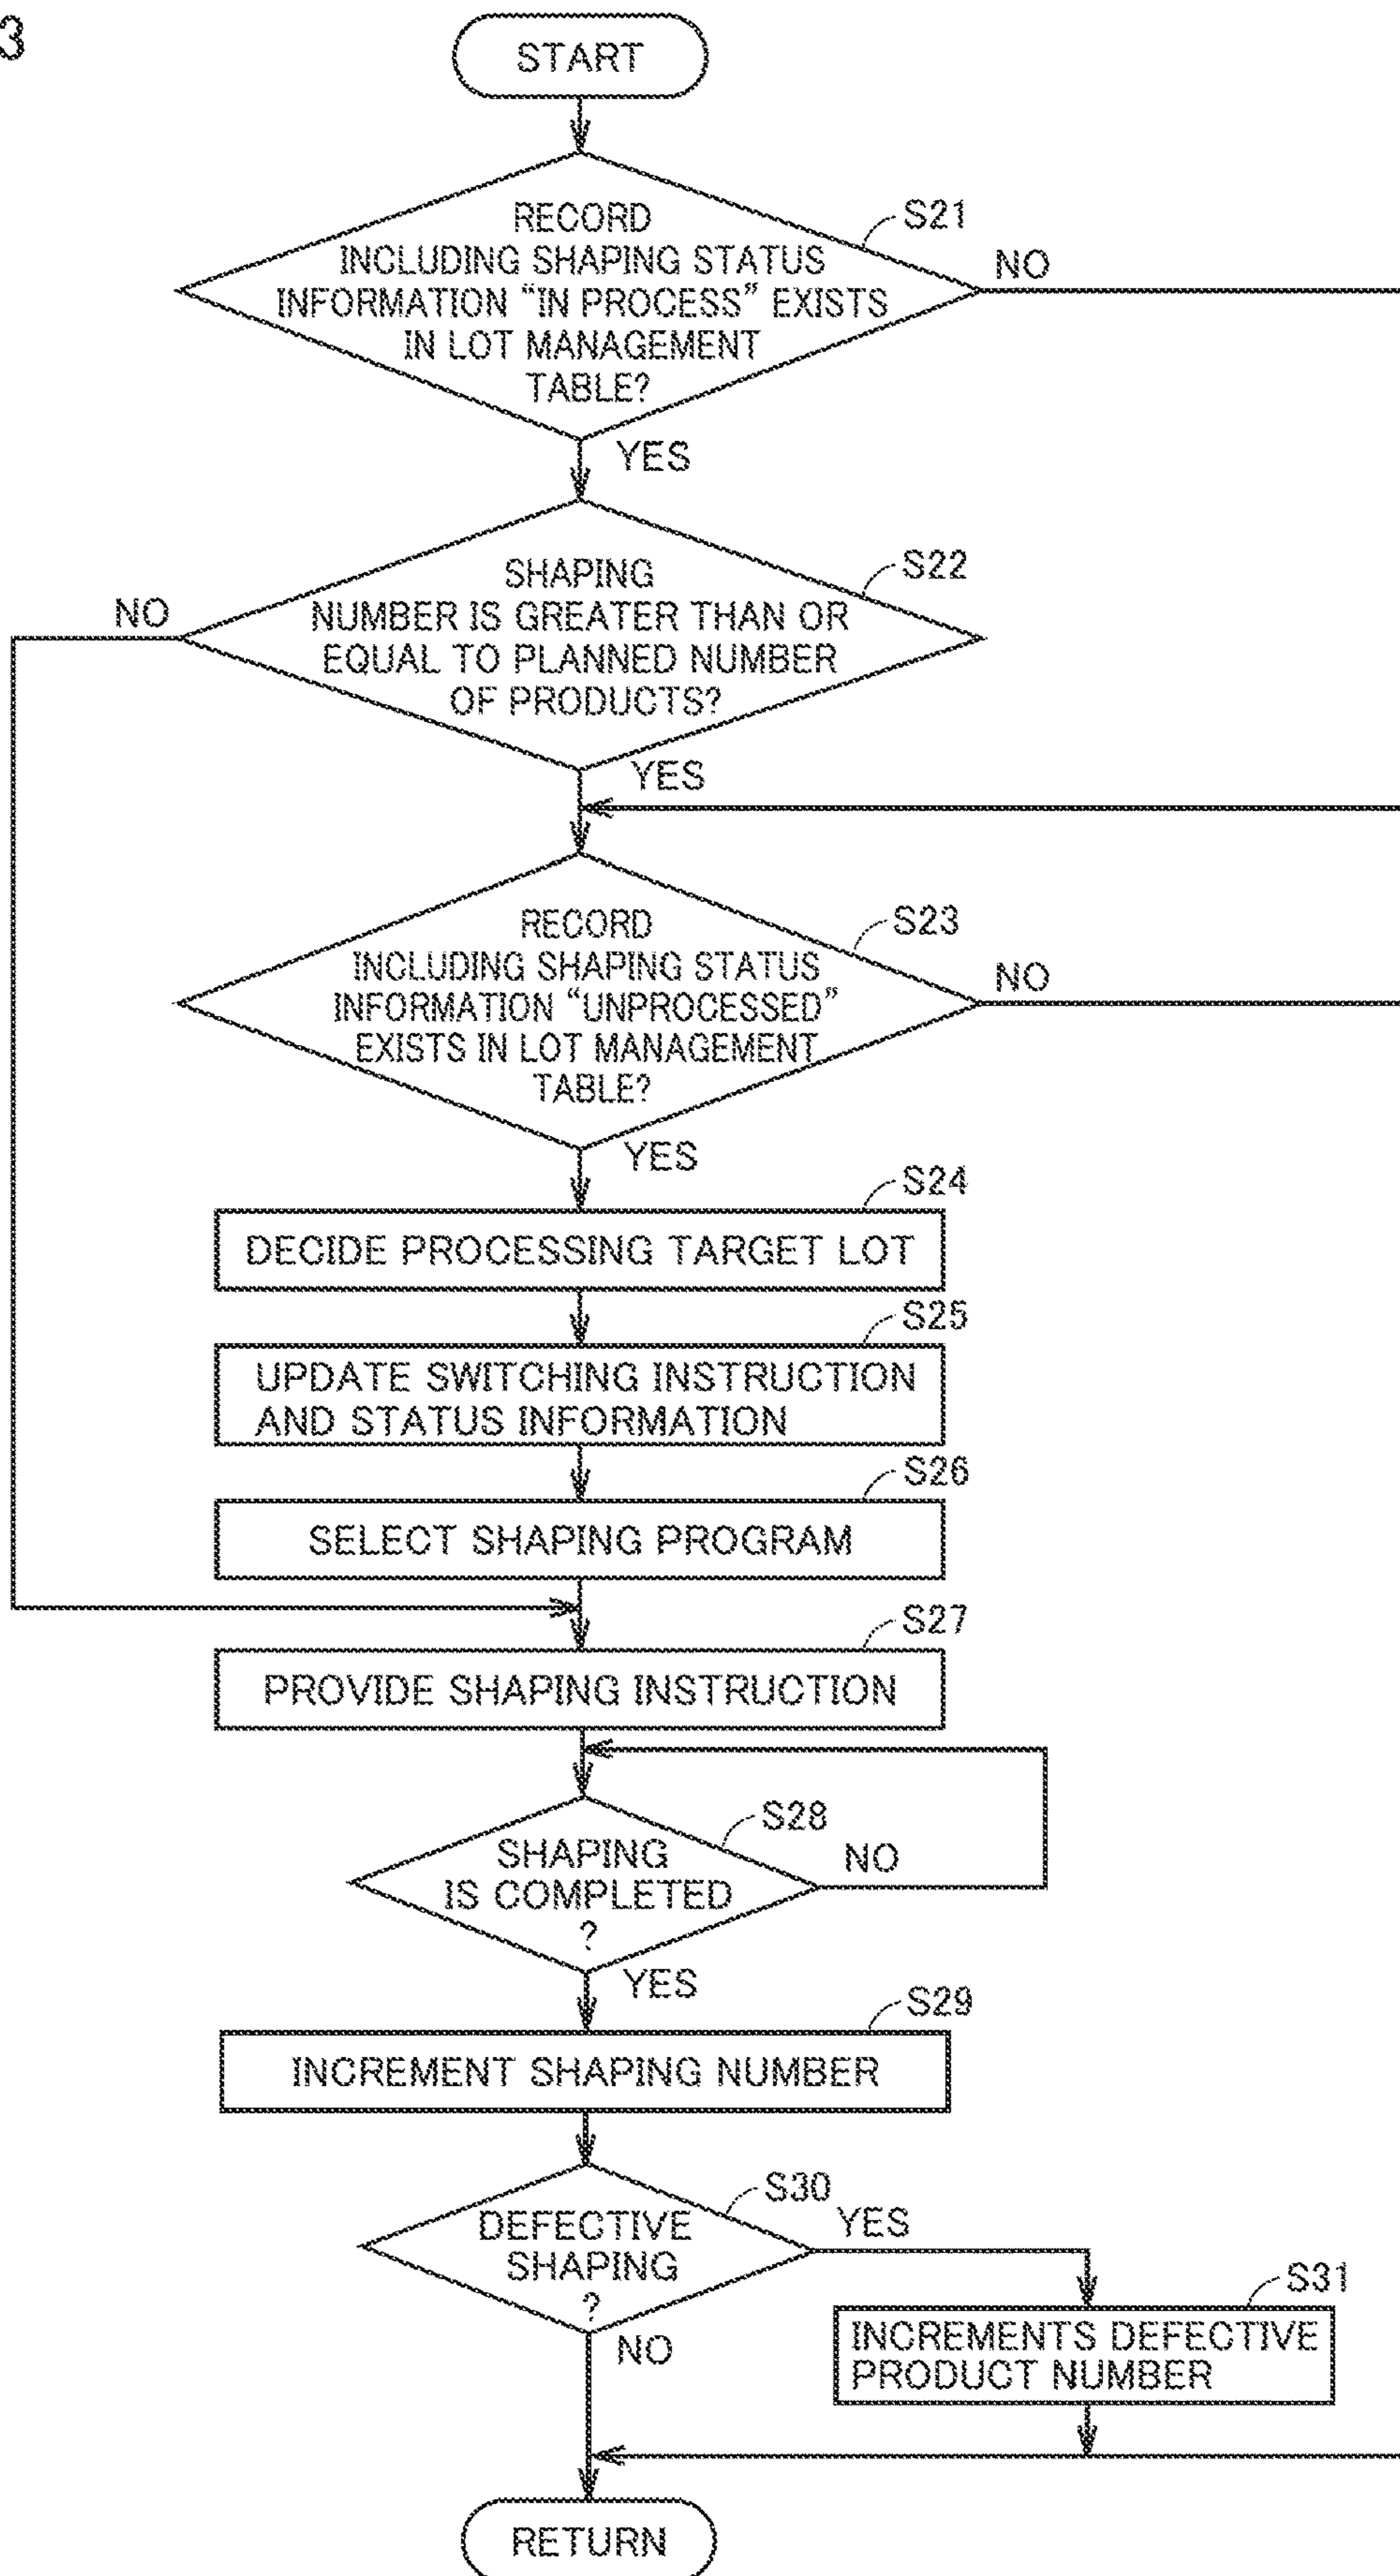 3
START
RECORD
INCLUDING SHAPING STATUS
INFORMATION “IN PROCESS” EXISTS
IN LOT MANAGEMENT
TABLE?
S21
NO
YES
SHAPING
NUMBER IS GREATER THAN OR
EQUAL TO PLANNED NUMBER
OF PRODUCTS?
S22
NO
YES
RECORD
INCLUDING SHAPING STATUS
INFORMATION “UNPROCESSED”
EXISTS IN LOT MANAGEMENT
TABLE?
S23
NO
YES
S24
DECIDE PROCESSING TARGET LOT
S25
UPDATE SWITCHING INSTRUCTION
AND STATUS INFORMATION
S26
SELECT SHAPING PROGRAM
S27
PROVIDE SHAPING INSTRUCTION
S28
SHAPING
IS COMPLETED
?
NO
YES
S29
INCREMENT SHAPING NUMBER
S30
DEFECTIVE
SHAPING
?
YES
NO
S31
INCREMENTS DEFECTIVE
PRODUCT NUMBER
RETURN